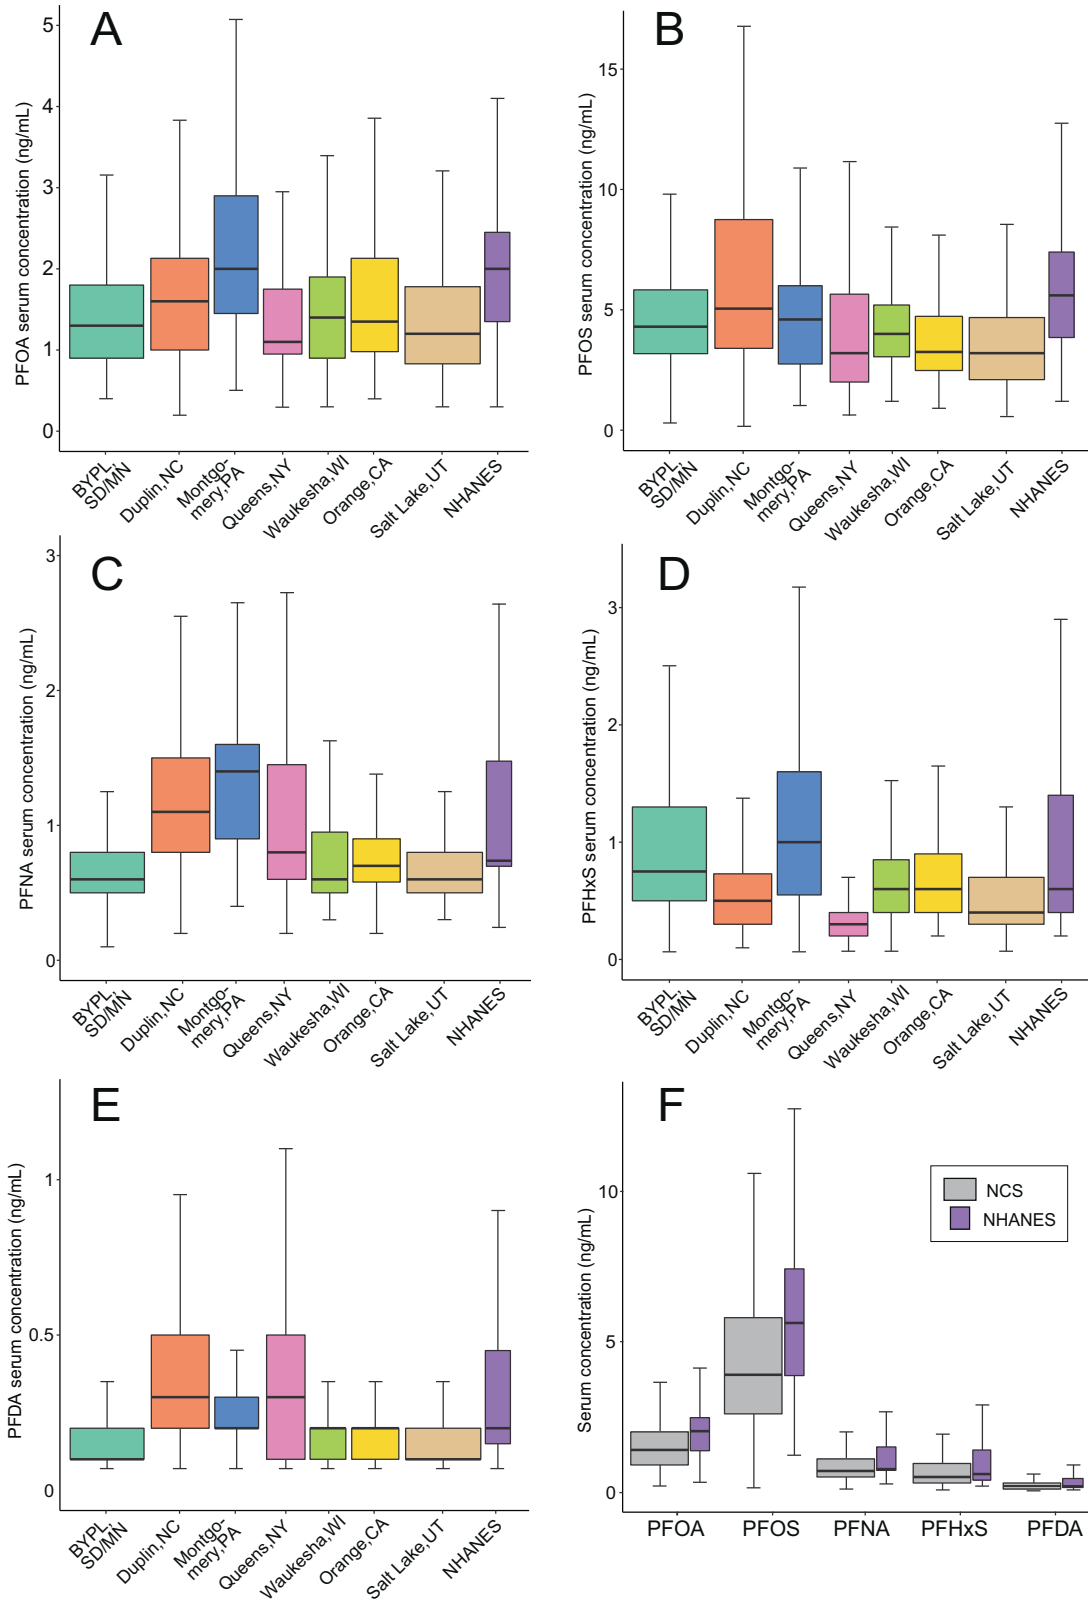 A
PFOA serum concentration (ng/mL)
5
4
3
2
1
0
BYPL,
SD/MN
Duplin,NC
Montgo-
mery,PA
Queens,NY
Waukesha,WI
Orange,CA
Salt Lake,UT
NHANES
B
PFOS serum concentration (ng/mL)
15
10
5
0
BYPL,
SD/MN
Duplin,NC
Montgo-
mery,PA
Queens,NY
Waukesha,WI
Orange,CA
Salt Lake,UT
NHANES
C
PFNA serum concentration (ng/mL)
3
2
1
0
BYPL,
SD/MN
Duplin,NC
Montgo-
mery,PA
Queens,NY
Waukesha,WI
Orange,CA
Salt Lake,UT
NHANES
D
PFHxS serum concentration (ng/mL)
3
2
1
0
BYPL,
SD/MN
Duplin,NC
Montgo-
mery,PA
Queens,NY
Waukesha,WI
Orange,CA
Salt Lake,UT
NHANES
E
PFDA serum concentration (ng/mL)
1
0.5
0
BYPL,
SD/MN
Duplin,NC
Montgo-
mery,PA
Queens,NY
Waukesha,WI
Orange,CA
Salt Lake,UT
NHANES
F
Serum concentration (ng/mL)
10
5
0
NCS
NHANES
PFOA
PFOS
PFNA
PFHxS
PFDA